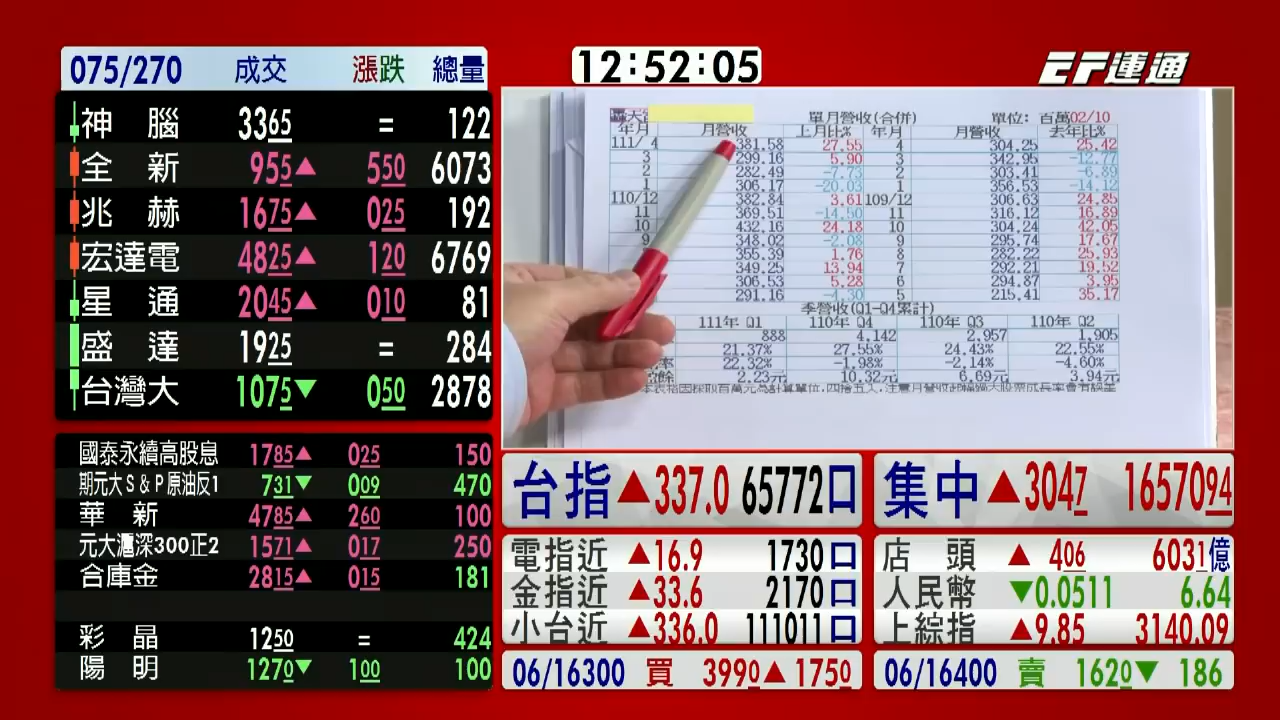 075/270 成交 漲跌 總量
神腦 3365 = 122
全新 955▲ 550 6073
兆赫 1675▲ 025 192
宏達電 4825▲ 120 6769
星通 2045▲ 010 81
盛達 1925 = 284
台灣大 1075▼ 050 2878
國泰永續高股息 1785▲ 025 150
期元大S&P原油反1 731▼ 009 470
華新 4785▲ 260 100
元大滬深300正2 1571▲ 017 250
合庫金 2815▲ 015 181
彩晶 1250 = 424
陽明 1270▼ 100 100
12:52:05
EF運通
單月營收(合併) 單位: 百萬02/10
年月 月營收 上月比% 年月 月營收 去年比%
111/ 4 381.58 27.55 4 304.25 25.42
3 299.16 5.90 3 342.95 -12.77
2 282.49 -7.73 2 303.41 -6.89
1 306.17 -20.03 1 356.53 -14.12
110/12 382.84 3.61 109/12 306.63 24.85
11 369.51 -14.50 11 316.12 16.89
10 432.16 24.18 10 304.24 42.05
9 348.02 -2.08 9 295.74 17.67
355.39 1.76 8 282.22 25.93
349.25 13.94 7 292.21 19.52
306.53 5.28 6 294.87 3.95
291.16 -4.30 5 215.41 35.17
季營收(Q1-Q4累計)
111年 Q1 110年 Q4 110年 Q3 110年 Q2
888 4,142 2,957 1,905
21.37% 27.55% 24.43% 22.55%
率 22.32% -1.98% -2.14% -4.60%
餘 2.23元 10.32元 6.69元 3.94元
台指▲337.0 65772口
電指近 ▲16.9 1730口
金指近 ▲33.6 2170口
小台近 ▲336.0 111011口
06/16300 買 3990▲1750
集中▲3047 1657094
店頭 ▲ 406 6031億
人民幣 ▼0.0511 6.64
上綜指 ▲9.85 3140.09
06/16400 賣 1620▼ 186